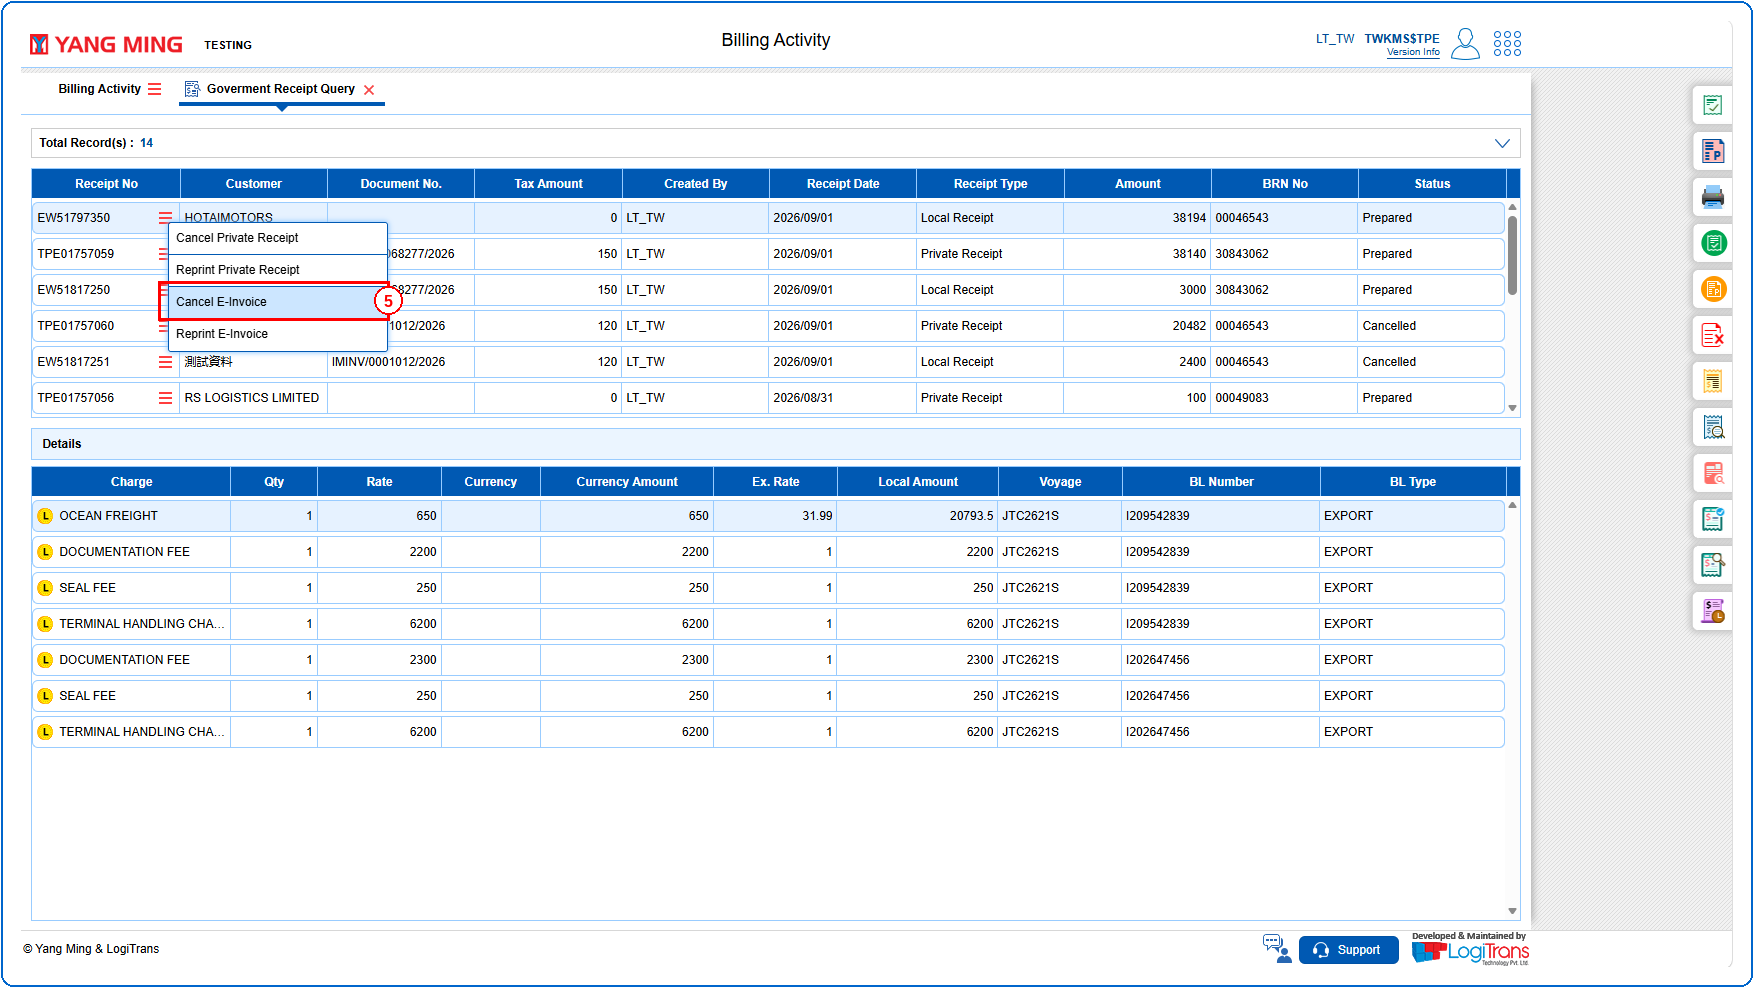 YANG MING TESTING Billing Activity LT_TW TWKMS$TPE
Version Info
Billing Activity Goverment Receipt Query
Total Record(s) : 14
Receipt No Customer Document No. Tax Amount Created By Receipt Date Receipt Type Amount BRN No Status
EW51797350 HOTAIMOTORS 0 LT_TW 2026/09/01 Local Receipt 38194 00046543 Prepared
Cancel Private Receipt
TPE01757059 068277/2026 150 LT_TW 2026/09/01 Private Receipt 38140 30843062 Prepared
Reprint Private Receipt
EW51817250 68277/2026 150 LT_TW 2026/09/01 Local Receipt 3000 30843062 Prepared
Cancel E-Invoice 5
TPE01757060 1012/2026 120 LT_TW 2026/09/01 Private Receipt 20482 00046543 Cancelled
Reprint E-Invoice
EW51817251 測試資料 IMINV/0001012/2026 120 LT_TW 2026/09/01 Local Receipt 2400 00046543 Cancelled
TPE01757056 RS LOGISTICS LIMITED 0 LT_TW 2026/08/31 Private Receipt 100 00049083 Prepared
Details
Charge Qty Rate Currency Currency Amount Ex. Rate Local Amount Voyage BL Number BL Type
L OCEAN FREIGHT 1 650 650 31.99 20793.5 JTC2621S I209542839 EXPORT
L DOCUMENTATION FEE 1 2200 2200 1 2200 JTC2621S I209542839 EXPORT
L SEAL FEE 1 250 250 1 250 JTC2621S I209542839 EXPORT
L TERMINAL HANDLING CHA... 1 6200 6200 1 6200 JTC2621S I209542839 EXPORT
L DOCUMENTATION FEE 1 2300 2300 1 2300 JTC2621S I202647456 EXPORT
L SEAL FEE 1 250 250 1 250 JTC2621S I202647456 EXPORT
L TERMINAL HANDLING CHA... 1 6200 6200 1 6200 JTC2621S I202647456 EXPORT
© Yang Ming & LogiTrans Support Developed & Maintained by
LogiTrans
Technology Pvt. Ltd.